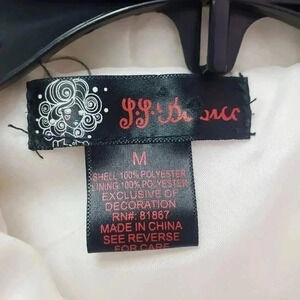 M
SHELL 100% POLYESTER
LINING 100% POLYESTER
EXCLUSIVE OF
DECORATION
RN#: 81867
MADE IN CHINA
SEE REVERSE
FOR CARE